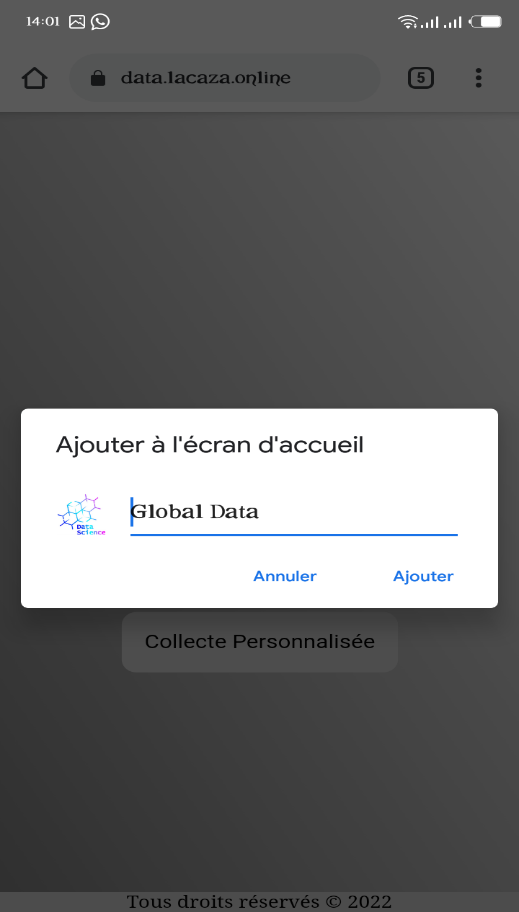 14:01
data.lacaza.online
5
Ajouter à l'écran d'accueil
Data
Science
Global Data
Annuler
Ajouter
Collecte Personnalisée
Tous droits réservés © 2022